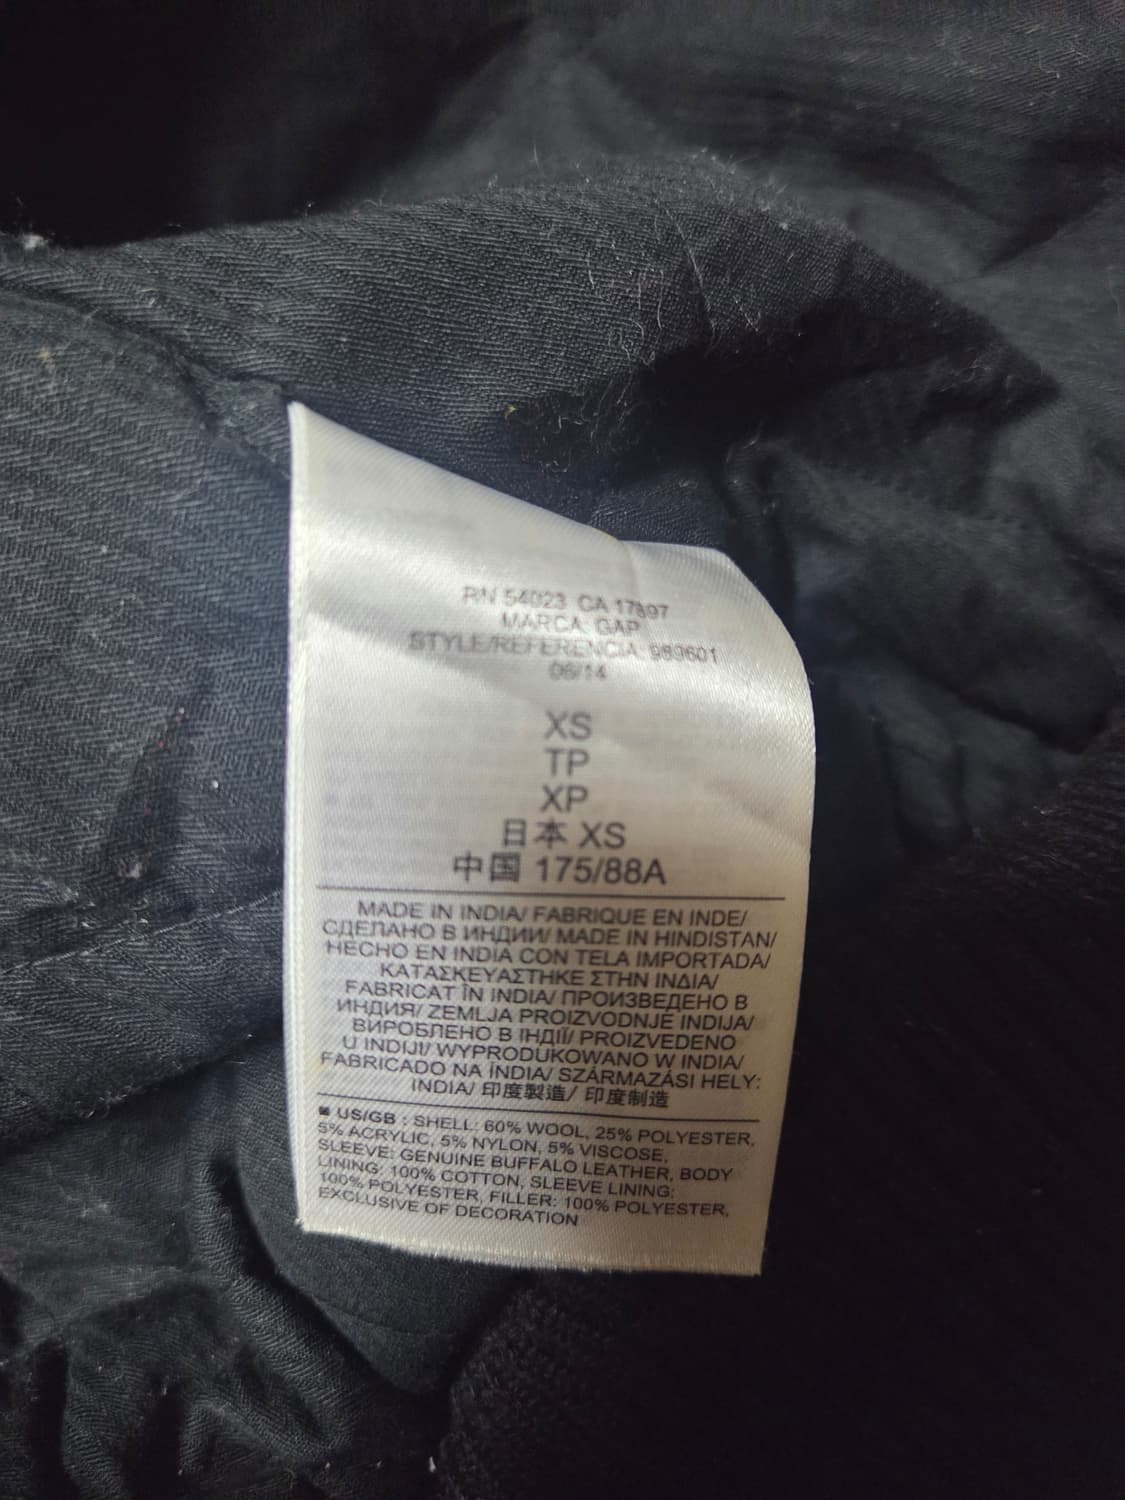 RN 54023 CA 17897
MARCA: GAP
STYLE/REFERENCIA: 989601
06/14
XS
TP
XP
日本 XS
中国 175/88A
MADE IN INDIA/ FABRIQUE EN INDE/
СДЕЛАНО В ИНДИИ/ MADE IN HINDISTAN/
HECHO EN INDIA CON TELA IMPORTADA/
ΚΑΤΑΣΚΕΥΑΣΤΗΚΕ ΣΤΗΝ ΙΝΔΙΑ/
FABRICAT ÎN INDIA/ ПРОИЗВЕДЕНО В
ИНДИЯ/ ZEMLJA PROIZVODNJE INDIJA/
ВИРОБЛЕНО В ІНДІЇ/ PROIZVEDENO
U INDIJI/ WYPRODUKOWANO W INDIA/
FABRICADO NA ÍNDIA/ SZÁRMAZÁSI HELY:
INDIA/ 印度製造/ 印度制造
■ US/GB : SHELL: 60% WOOL, 25% POLYESTER,
5% ACRYLIC, 5% NYLON, 5% VISCOSE,
SLEEVE: GENUINE BUFFALO LEATHER, BODY
LINING: 100% COTTON, SLEEVE LINING:
100% POLYESTER, FILLER: 100% POLYESTER,
EXCLUSIVE OF DECORATION